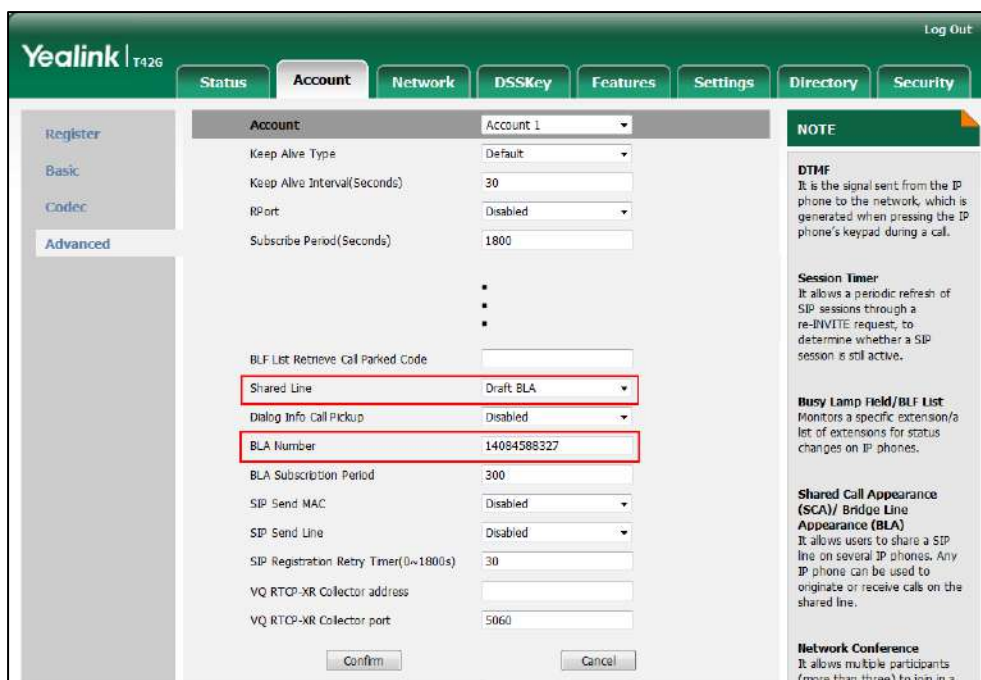 Log Out
Yealink T42G
Status Account Network DSSKey Features Settings Directory Security
Register
Basic
Codec
Advanced
Account Account 1
Keep Alive Type Default
Keep Alive Interval(Seconds) 30
RPort Disabled
Subscribe Period(Seconds) 1800
BLF List Retrieve Call Parked Code
Shared Line Draft BLA
Dialog Info Call Pickup Disabled
BLA Number 14084588327
BLA Subscription Period 300
SIP Send MAC Disabled
SIP Send Line Disabled
SIP Registration Retry Timer(0~1800s) 30
VQ RTCP-XR Collector address
VQ RTCP-XR Collector port 5060
Confirm Cancel
NOTE
DTMF
It is the signal sent from the IP
phone to the network, which is
generated when pressing the IP
phone's keypad during a call.
Session Timer
It allows a periodic refresh of
SIP sessions through a
re-INVITE request, to
determine whether a SIP
session is still active.
Busy Lamp Field/BLF List
Monitors a specific extension/a
list of extensions for status
changes on IP phones.
Shared Call Appearance
(SCA)/ Bridge Line
Appearance (BLA)
It allows users to share a SIP
line on several IP phones. Any
IP phone can be used to
originate or receive calls on the
shared line.
Network Conference
It allows multiple participants
(more than three) to join in a